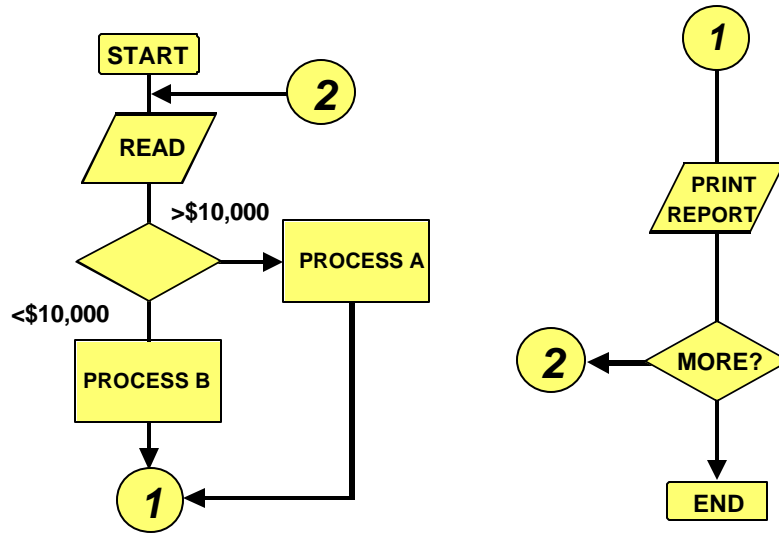 START
2
READ
>$10,000
PROCESS A
<$10,000
PROCESS B
1
1
PRINT
REPORT
2
MORE?
END